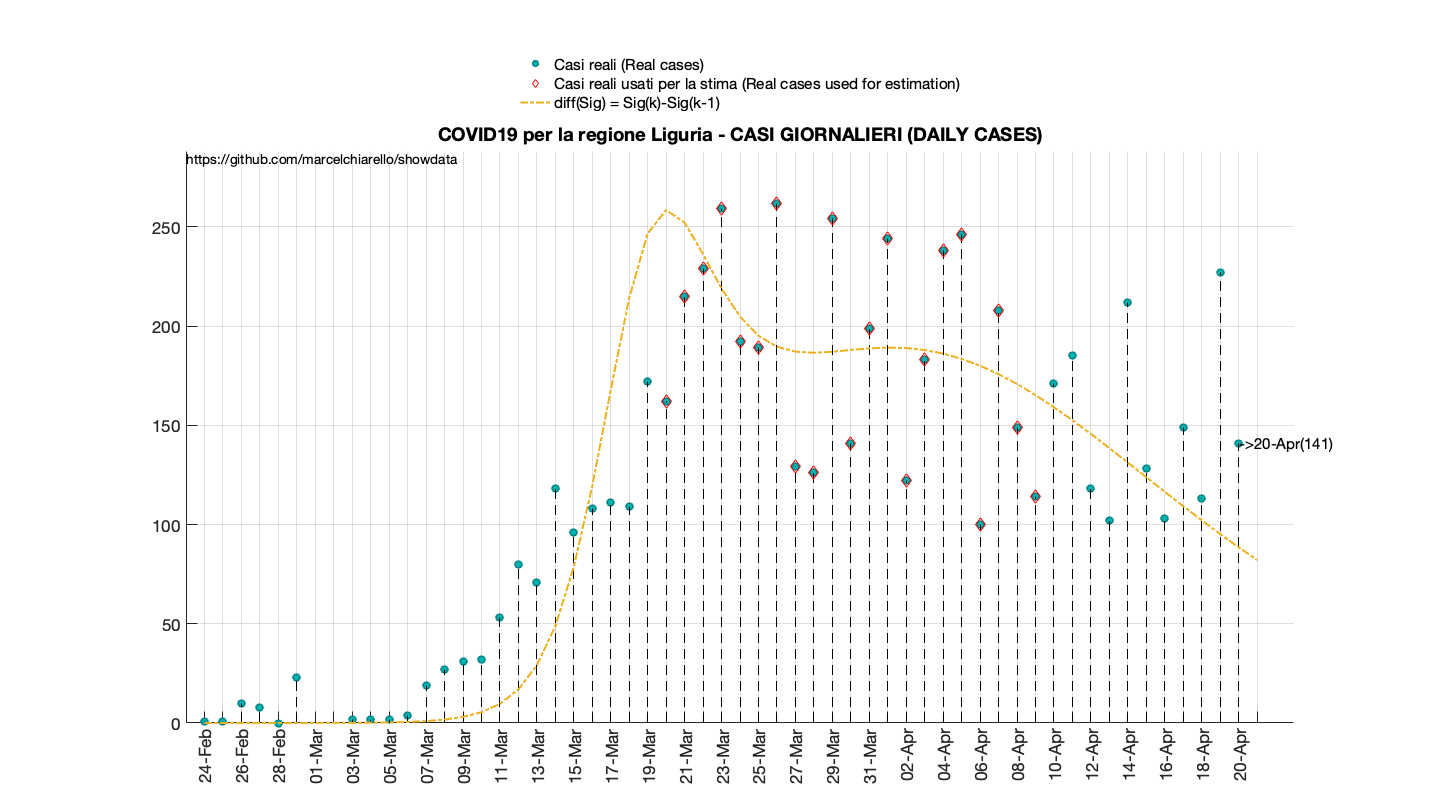 Casi reali (Real cases)
Casi reali usati per la stima (Real cases used for estimation)
diff(Sig) = Sig(k)-Sig(k-1)
COVID19 per la regione Liguria - CASI GIORNALIERI (DAILY CASES)
https://github.com/marcelchiarello/showdata
250
200
150
100
50
0
->20-Apr(141)
24-Feb
26-Feb
28-Feb
01-Mar
03-Mar
05-Mar
07-Mar
09-Mar
11-Mar
13-Mar
15-Mar
17-Mar
19-Mar
21-Mar
23-Mar
25-Mar
27-Mar
29-Mar
31-Mar
02-Apr
04-Apr
06-Apr
08-Apr
10-Apr
12-Apr
14-Apr
16-Apr
18-Apr
20-Apr